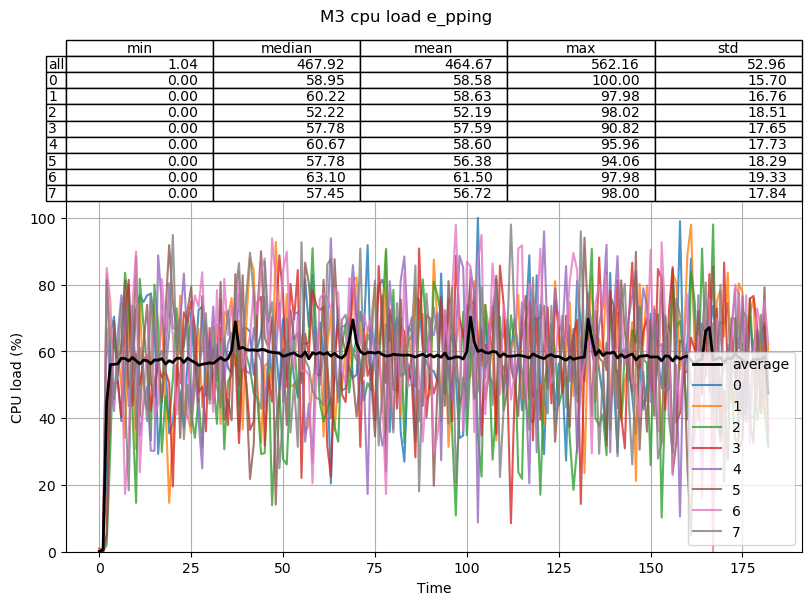 M3 cpu load e_pping
min median mean max std
all 1.04 467.92 464.67 562.16 52.96
0 0.00 58.95 58.58 100.00 15.70
1 0.00 60.22 58.63 97.98 16.76
2 0.00 52.22 52.19 98.02 18.51
3 0.00 57.78 57.59 90.82 17.65
4 0.00 60.67 58.60 95.96 17.73
5 0.00 57.78 56.38 94.06 18.29
6 0.00 63.10 61.50 97.98 19.33
7 0.00 57.45 56.72 98.00 17.84
100
80
60
40
20
0
CPU load (%)
average
0
1
2
3
4
5
6
7
0 25 50 75 100 125 150 175
Time